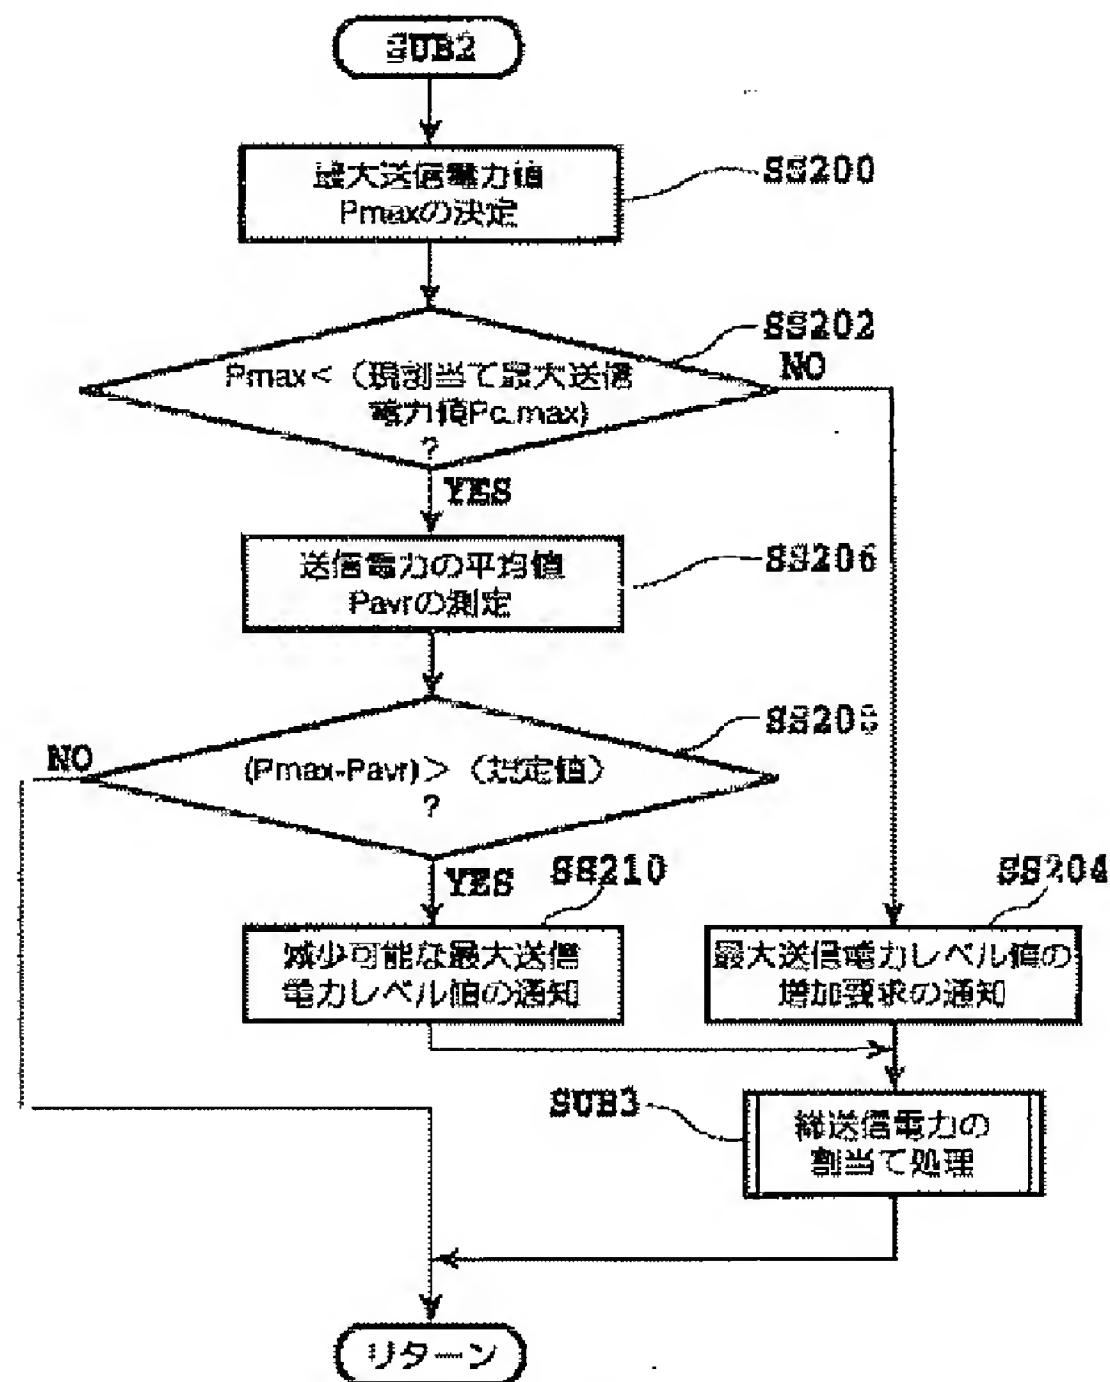 SUB2
最大送信電力値
Pmaxの決定
SS200
SS202
Pmax<（現割当て最大送信
電力値Pc.max)
?
NO
YES
送信電力の平均値
Pavrの測定
SS206
SS208
NO
(Pmax-Pavr)>（想定値）
?
YES
SS210
SS204
減少可能な最大送信
電力レベル値の通知
最大送信電力レベル値の
増加要求の通知
SUB3
総送信電力の
割当て処理
リターン